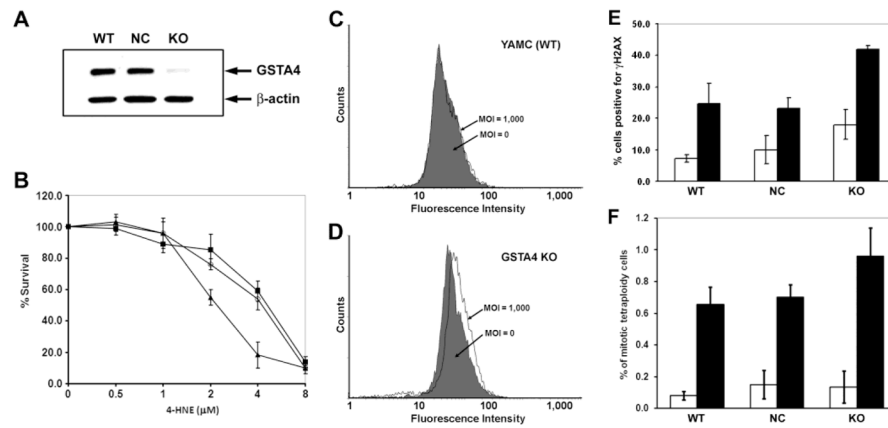 A
WT NC KO
GSTA4
β-actin
B
% Survival
120.0
100.0
80.0
60.0
40.0
20.0
0.0
0 0.5 1 2 4 8
4-HNE (μM)
C
Counts
YAMC (WT)
MOI = 1,000
MOI = 0
1 10 100 1,000
Fluorescence Intensity
D
Counts
GSTA4 KO
MOI = 1,000
MOI = 0
1 10 100 1,000
Fluorescence Intensity
E
% cells positive for γH2AX
40.0
30.0
20.0
10.0
0.0
WT NC KO
F
% of mitotic tetraploidy cells
1.2
1.0
0.8
0.6
0.4
0.2
0.0
WT NC KO